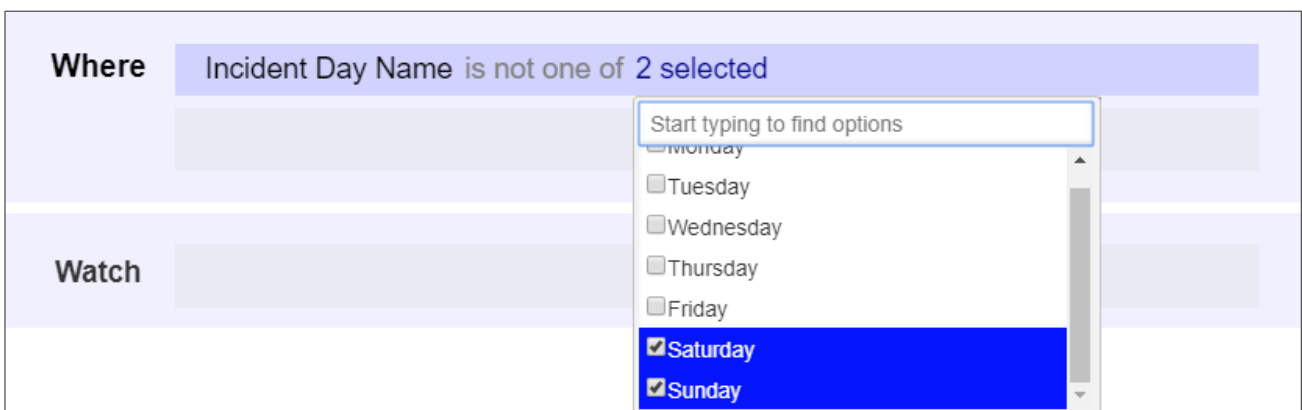 Where Incident Day Name is not one of 2 selected
Start typing to find options
Monday
Tuesday
Wednesday
Watch
Thursday
Friday
Saturday
Sunday